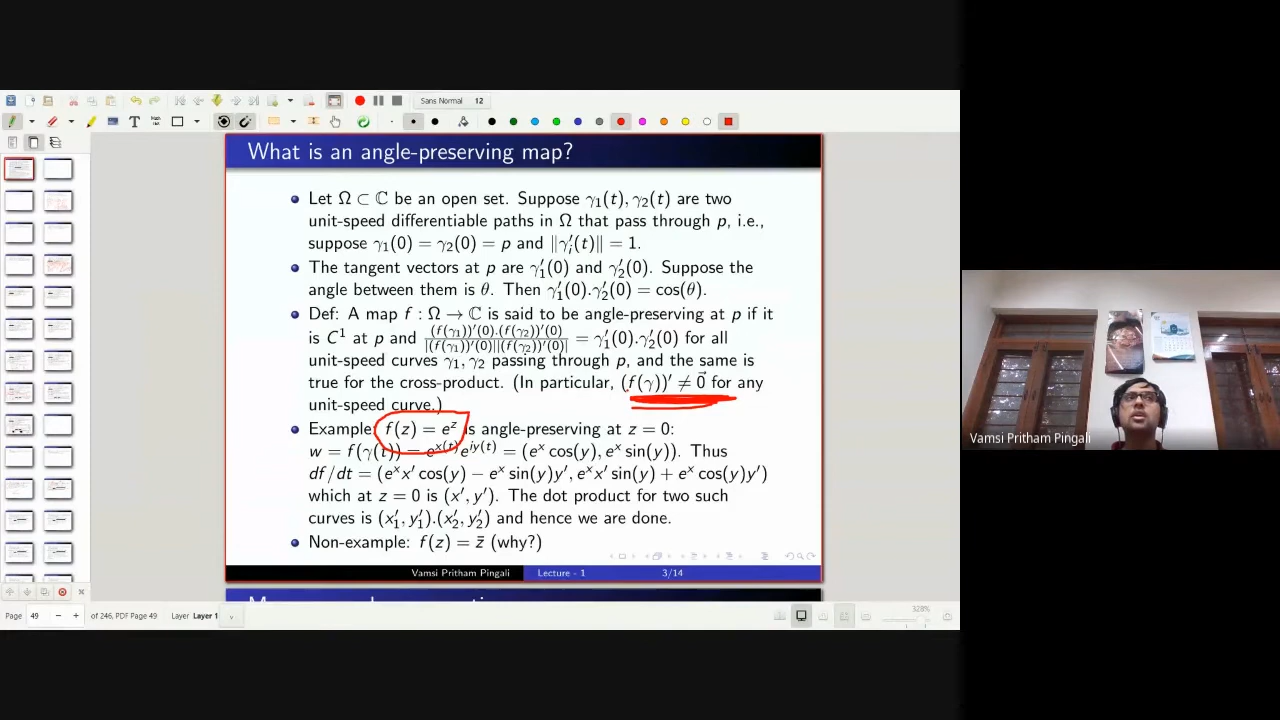 Sans Normal 12
What is an angle-preserving map?
Let Ω ⊂ ℂ be an open set. Suppose γ₁(t), γ₂(t) are two
unit-speed differentiable paths in Ω that pass through p, i.e.,
suppose γ₁(0) = γ₂(0) = p and ‖γ′ᵢ(t)‖ = 1.
The tangent vectors at p are γ′₁(0) and γ′₂(0). Suppose the
angle between them is θ. Then γ′₁(0).γ′₂(0) = cos(θ).
Def: A map f : Ω → ℂ is said to be angle-preserving at p if it
is C¹ at p and (f(γ₁))′(0).(f(γ₂))′(0) / |(f(γ₁))′(0)||(f(γ₂))′(0)| = γ′₁(0).γ′₂(0) for all
unit-speed curves γ₁, γ₂ passing through p, and the same is
true for the cross-product. (In particular, (f(γ))′ ≠ 0⃗ for any
unit-speed curve.)
Example: f(z) = eᶻ is angle-preserving at z = 0:
w = f(γ(t)) = e^{x(t)}e^{iy(t)} = (eˣ cos(y), eˣ sin(y)). Thus
df/dt = (eˣx′ cos(y) − eˣ sin(y)y′, eˣx′ sin(y) + eˣ cos(y)y′)
which at z = 0 is (x′, y′). The dot product for two such
curves is (x′₁, y′₁).(x′₂, y′₂) and hence we are done.
Non-example: f(z) = z̄ (why?)
Vamsi Pritham Pingali Lecture - 1 3/14
Page 49 of 246, PDF Page 49 Layer Layer 1 328%
Vamsi Pritham Pingali